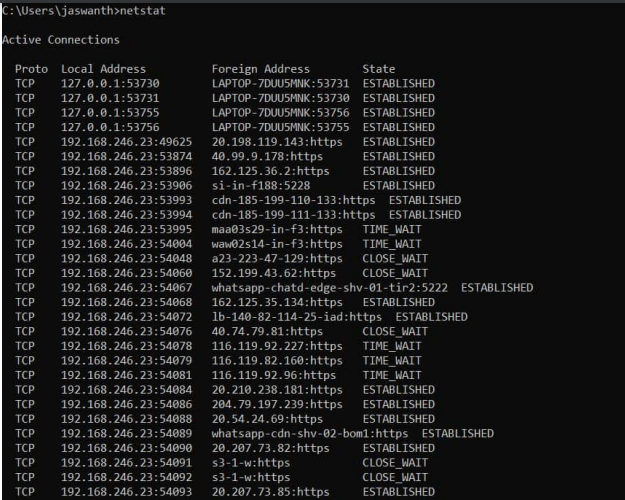 C:\Users\jaswanth>netstat
Active Connections
Proto  Local Address          Foreign Address        State
TCP    127.0.0.1:53730        LAPTOP-7DUU5MNK:53731  ESTABLISHED
TCP    127.0.0.1:53731        LAPTOP-7DUU5MNK:53730  ESTABLISHED
TCP    127.0.0.1:53755        LAPTOP-7DUU5MNK:53756  ESTABLISHED
TCP    127.0.0.1:53756        LAPTOP-7DUU5MNK:53755  ESTABLISHED
TCP    192.168.246.23:49625   20.198.119.143:https   ESTABLISHED
TCP    192.168.246.23:53874   40.99.9.178:https      ESTABLISHED
TCP    192.168.246.23:53896   162.125.36.2:https     ESTABLISHED
TCP    192.168.246.23:53906   si-in-f188:5228        ESTABLISHED
TCP    192.168.246.23:53993   cdn-185-199-110-133:https  ESTABLISHED
TCP    192.168.246.23:53994   cdn-185-199-111-133:https  ESTABLISHED
TCP    192.168.246.23:53995   maa03s29-in-f3:https   TIME_WAIT
TCP    192.168.246.23:54004   waw02s14-in-f3:https   TIME_WAIT
TCP    192.168.246.23:54048   a23-223-47-129:https   CLOSE_WAIT
TCP    192.168.246.23:54060   152.199.43.62:https    CLOSE_WAIT
TCP    192.168.246.23:54067   whatsapp-chatd-edge-shv-01-tir2:5222  ESTABLISHED
TCP    192.168.246.23:54068   162.125.35.134:https   ESTABLISHED
TCP    192.168.246.23:54072   lb-140-82-114-25-iad:https  ESTABLISHED
TCP    192.168.246.23:54076   40.74.79.81:https      CLOSE_WAIT
TCP    192.168.246.23:54078   116.119.92.227:https   TIME_WAIT
TCP    192.168.246.23:54079   116.119.82.160:https   TIME_WAIT
TCP    192.168.246.23:54081   116.119.92.96:https    TIME_WAIT
TCP    192.168.246.23:54084   20.210.238.181:https   ESTABLISHED
TCP    192.168.246.23:54086   204.79.197.239:https   ESTABLISHED
TCP    192.168.246.23:54088   20.54.24.69:https      ESTABLISHED
TCP    192.168.246.23:54089   whatsapp-cdn-shv-02-bom1:https  ESTABLISHED
TCP    192.168.246.23:54090   20.207.73.82:https     ESTABLISHED
TCP    192.168.246.23:54091   s3-1-w:https           CLOSE_WAIT
TCP    192.168.246.23:54092   s3-1-w:https           CLOSE_WAIT
TCP    192.168.246.23:54093   20.207.73.85:https     ESTABLISHED